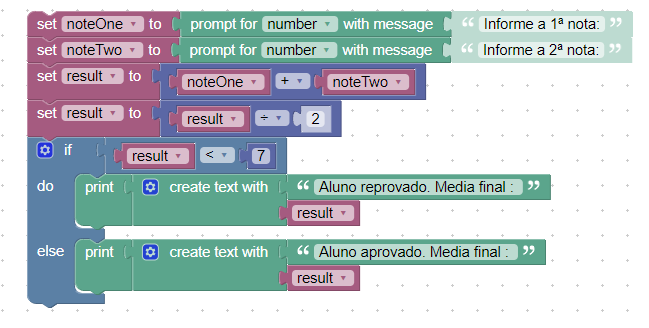 set noteOne to prompt for number with message “ Informe a 1ª nota: ”
set noteTwo to prompt for number with message “ Informe a 2ª nota: ”
set result to noteOne + noteTwo
set result to result ÷ 2
if result < 7
do print create text with “ Aluno reprovado. Media final : ”
result
else print create text with “ Aluno aprovado. Media final : ”
result